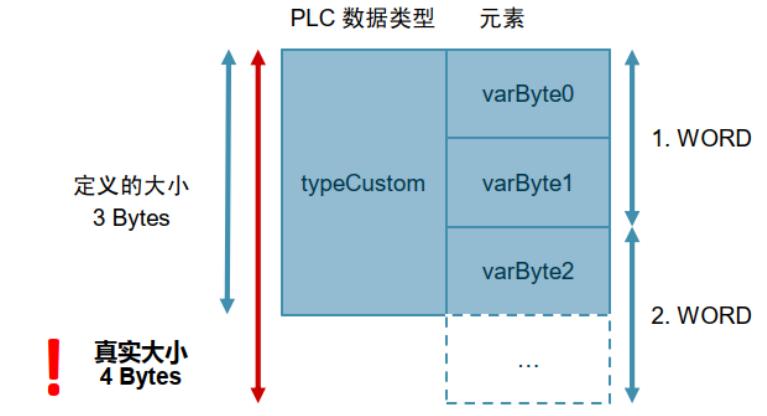 PLC 数据类型 元素
varByte0
1. WORD
定义的大小
3 Bytes
typeCustom
varByte1
varByte2
2. WORD
! 真实大小
4 Bytes
...